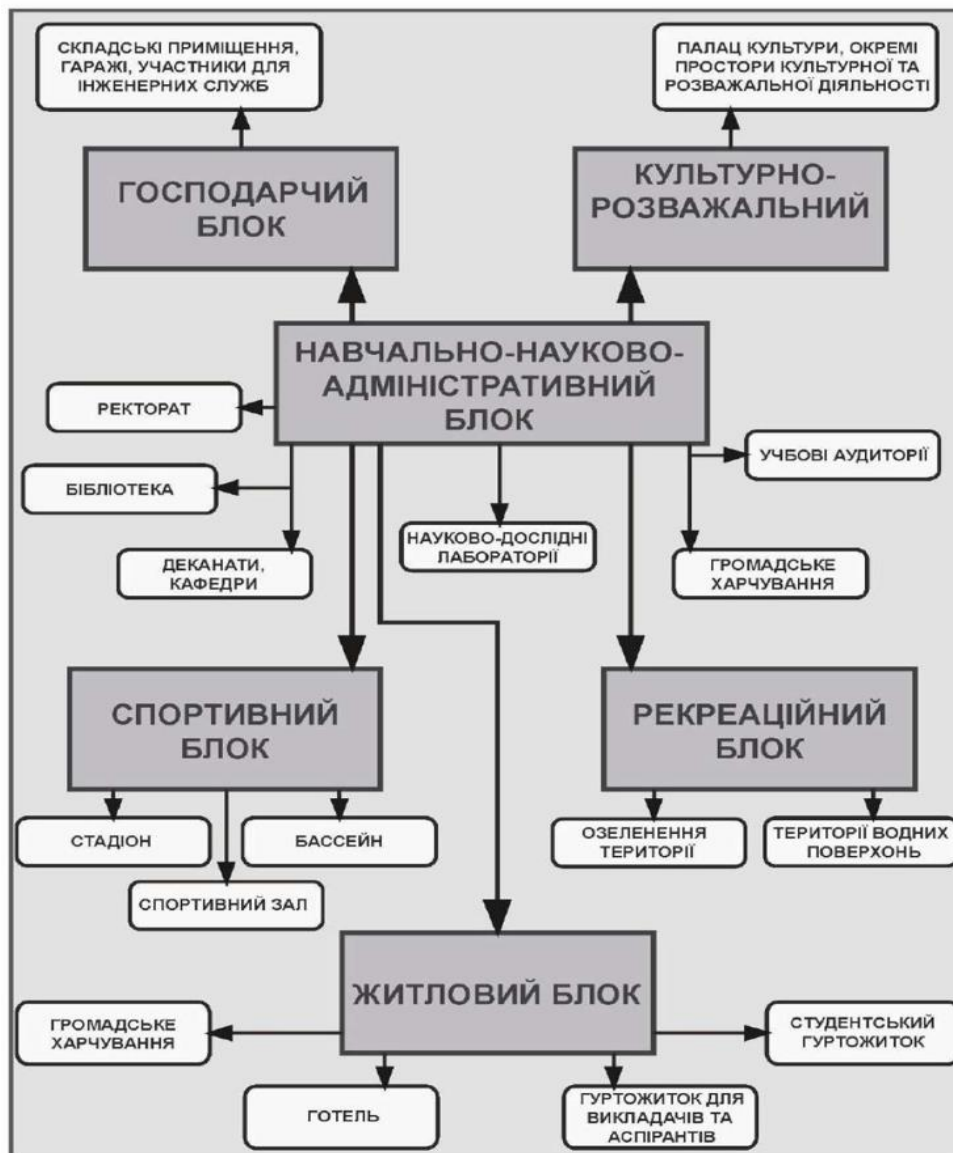 СКЛАДСЬКІ ПРИМІЩЕННЯ,
ГАРАЖІ, УЧАСТНИКИ ДЛЯ
ІНЖЕНЕРНИХ СЛУЖБ
ПАЛАЦ КУЛЬТУРИ, ОКРЕМІ
ПРОСТОРИ КУЛЬТУРНОЇ ТА
РОЗВАЖАЛЬНОЇ ДІЯЛЬНОСТІ
ГОСПОДАРЧИЙ
БЛОК
КУЛЬТУРНО-
РОЗВАЖАЛЬНИЙ
НАВЧАЛЬНО-НАУКОВО-
АДМІНІСТРАТИВНИЙ
БЛОК
РЕКТОРАТ
УЧБОВІ АУДИТОРІЇ
БІБЛІОТЕКА
ДЕКАНАТИ,
КАФЕДРИ
НАУКОВО-ДОСЛІДНІ
ЛАБОРАТОРІЇ
ГРОМАДСЬКЕ
ХАРЧУВАННЯ
СПОРТИВНИЙ
БЛОК
РЕКРЕАЦІЙНИЙ
БЛОК
СТАДІОН
БАССЕЙН
СПОРТИВНИЙ ЗАЛ
ОЗЕЛЕНЕННЯ
ТЕРИТОРІЇ
ТЕРИТОРІЇ ВОДНИХ
ПОВЕРХОНЬ
ЖИТЛОВИЙ БЛОК
ГРОМАДСЬКЕ
ХАРЧУВАННЯ
СТУДЕНТСЬКИЙ
ГУРТОЖИТОК
ГОТЕЛЬ
ГУРТОЖИТОК ДЛЯ
ВИКЛАДАЧІВ ТА
АСПІРАНТІВ